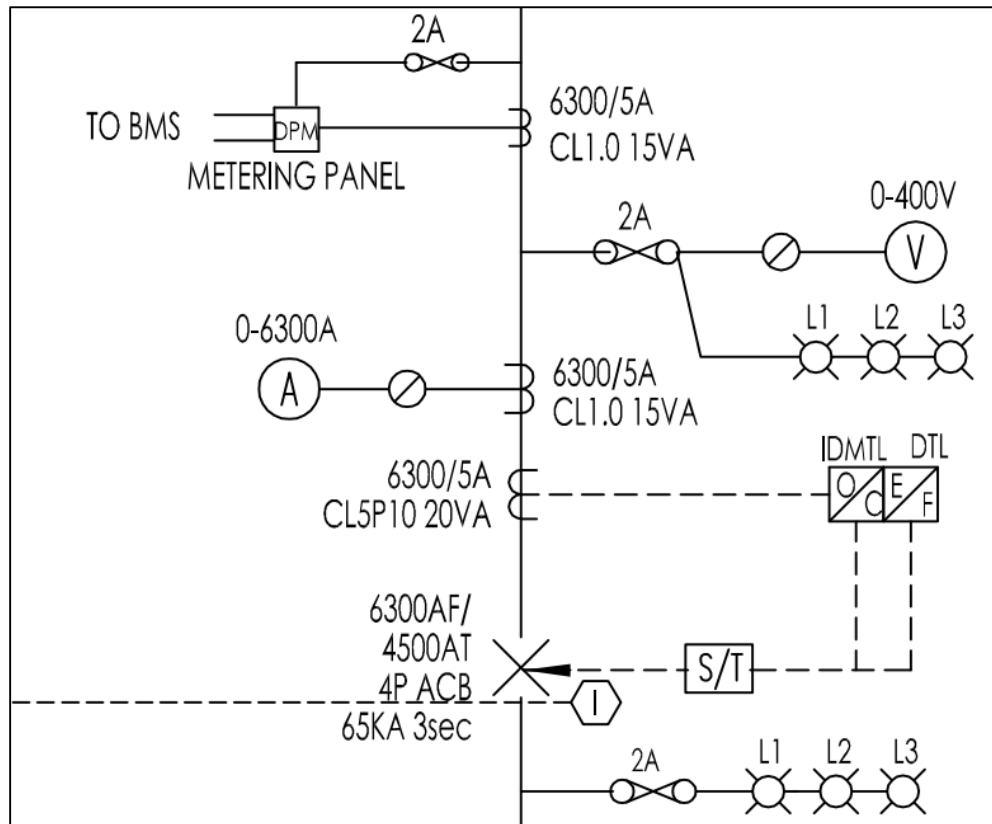 2A
6300/5A
CL1.0 15VA
TO BMS
DPM
METERING PANEL
2A
0-400V
V
L1 L2 L3
0-6300A
A
6300/5A
CL1.0 15VA
6300/5A
CL5P10 20VA
IDMTL DTL
O/C E/F
6300AF/
4500AT
4P ACB
65KA 3sec
S/T
I
2A
L1 L2 L3